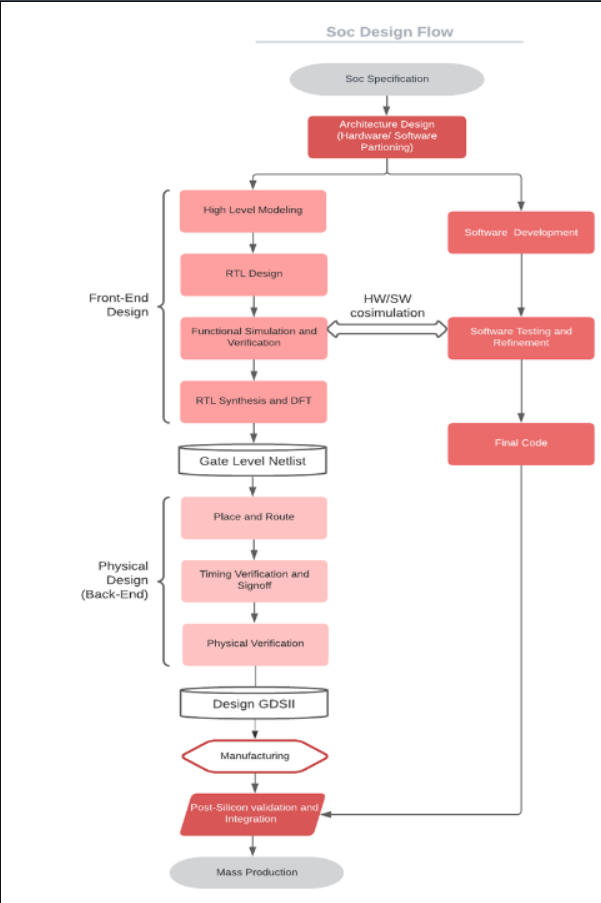 Soc Design Flow
Soc Specification
Architecture Design
(Hardware/ Software
Partioning)
High Level Modeling
Software Development
RTL Design
Front-End
Design
HW/SW
cosimulation
Functional Simulation and
Verification
Software Testing and
Refinement
RTL Synthesis and DFT
Final Code
Gate Level Netlist
Place and Route
Physical
Design
(Back-End)
Timing Verification and
Signoff
Physical Verification
Design GDSII
Manufacturing
Post-Silicon validation and
Integration
Mass Production